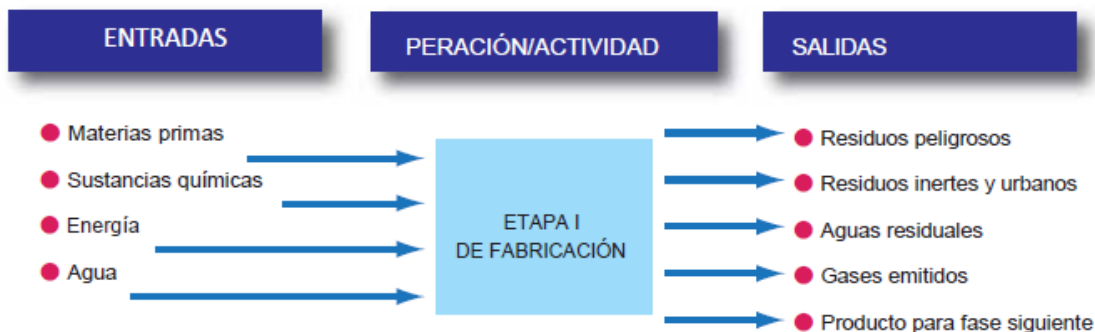 ENTRADAS
PERACIÓN/ACTIVIDAD
SALIDAS
Materias primas
Sustancias químicas
Energía
Agua
ETAPA I
DE FABRICACIÓN
Residuos peligrosos
Residuos inertes y urbanos
Aguas residuales
Gases emitidos
Producto para fase siguiente